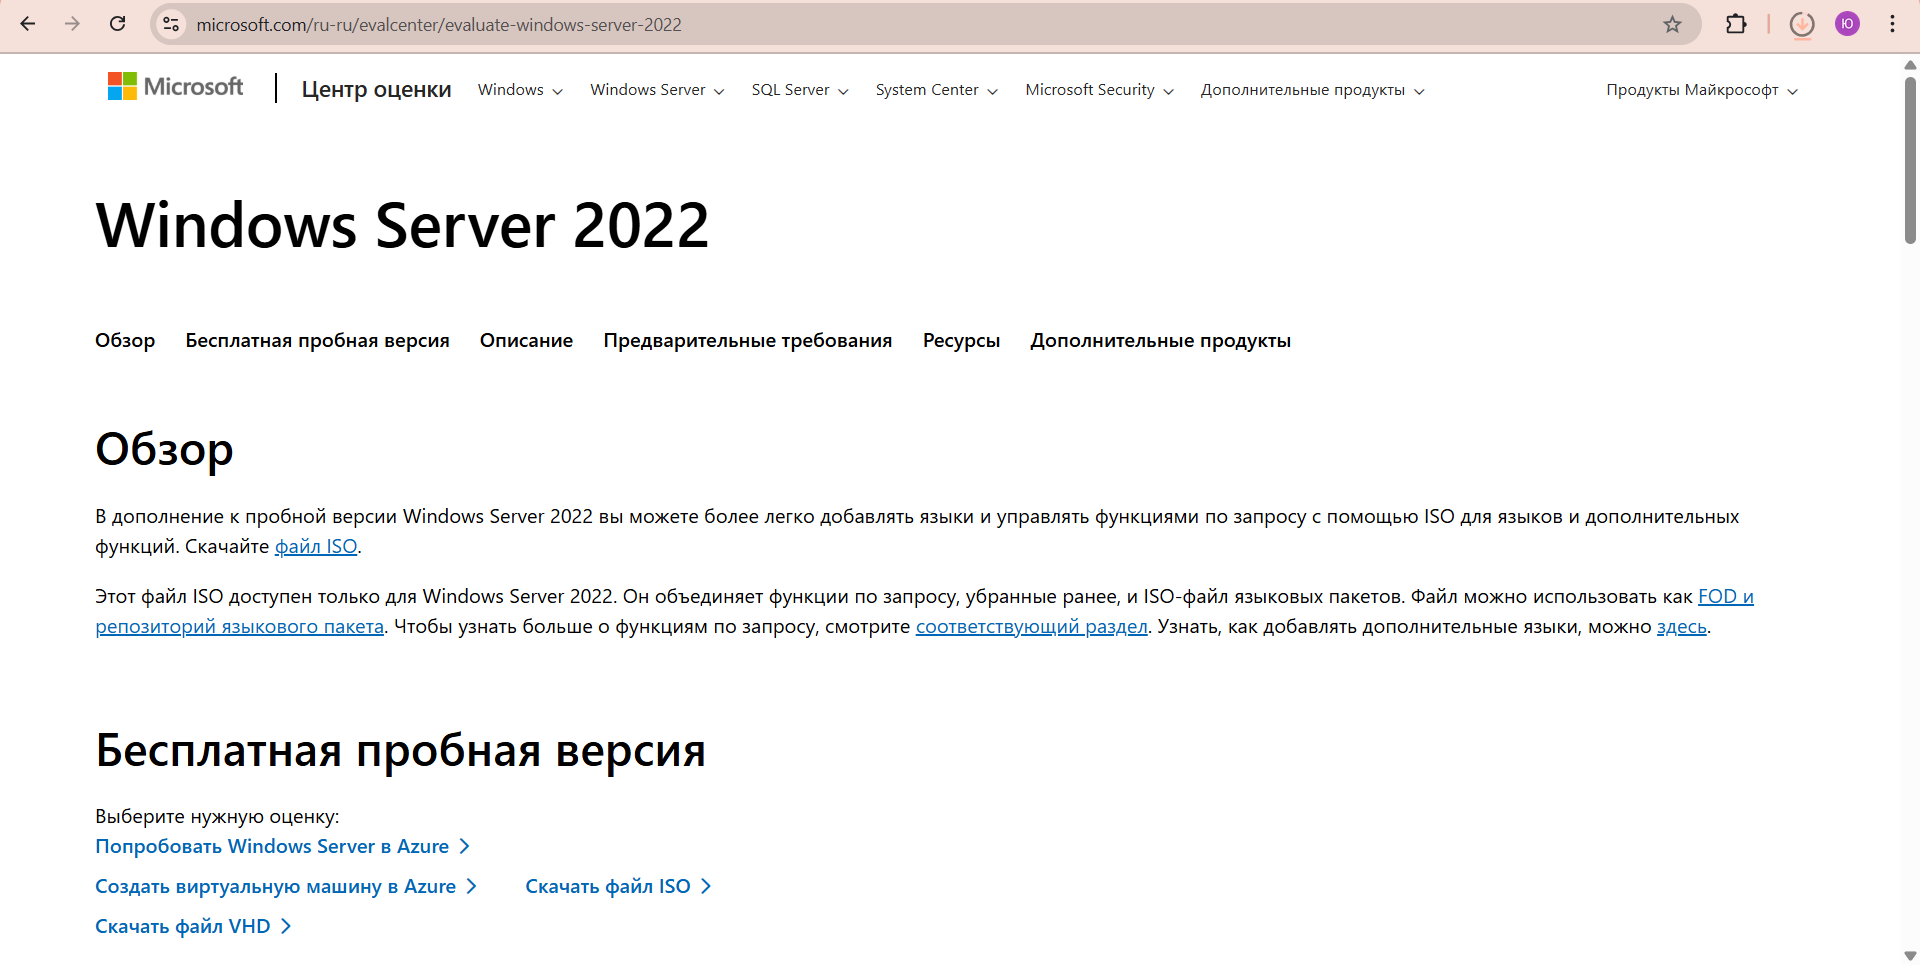 microsoft.com/ru-ru/evalcenter/evaluate-windows-server-2022
Ю
Microsoft
Центр оценки
Windows
Windows Server
SQL Server
System Center
Microsoft Security
Дополнительные продукты
Продукты Майкрософт
Windows Server 2022
Обзор
Бесплатная пробная версия
Описание
Предварительные требования
Ресурсы
Дополнительные продукты
Обзор
В дополнение к пробной версии Windows Server 2022 вы можете более легко добавлять языки и управлять функциями по запросу с помощью ISO для языков и дополнительных
функций. Скачайте файл ISO.
Этот файл ISO доступен только для Windows Server 2022. Он объединяет функции по запросу, убранные ранее, и ISO-файл языковых пакетов. Файл можно использовать как FOD и
репозиторий языкового пакета. Чтобы узнать больше о функциям по запросу, смотрите соответствующий раздел. Узнать, как добавлять дополнительные языки, можно здесь.
Бесплатная пробная версия
Выберите нужную оценку:
Попробовать Windows Server в Azure
Создать виртуальную машину в Azure
Скачать файл ISO
Скачать файл VHD